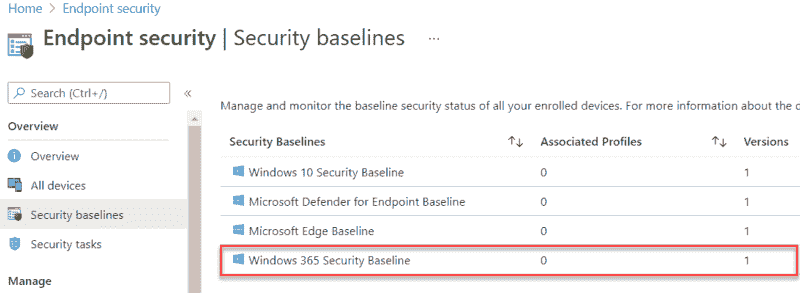 Home > Endpoint security
Endpoint security | Security baselines ...
Search (Ctrl+/) «
Manage and monitor the baseline security status of all your enrolled devices. For more information about the
Overview
Security Baselines ↑↓ Associated Profiles ↑↓ Versions
Overview
Windows 10 Security Baseline 0 1
All devices
Microsoft Defender for Endpoint Baseline 0 1
Security baselines
Microsoft Edge Baseline 0 1
Security tasks
Windows 365 Security Baseline 0 1
Manage